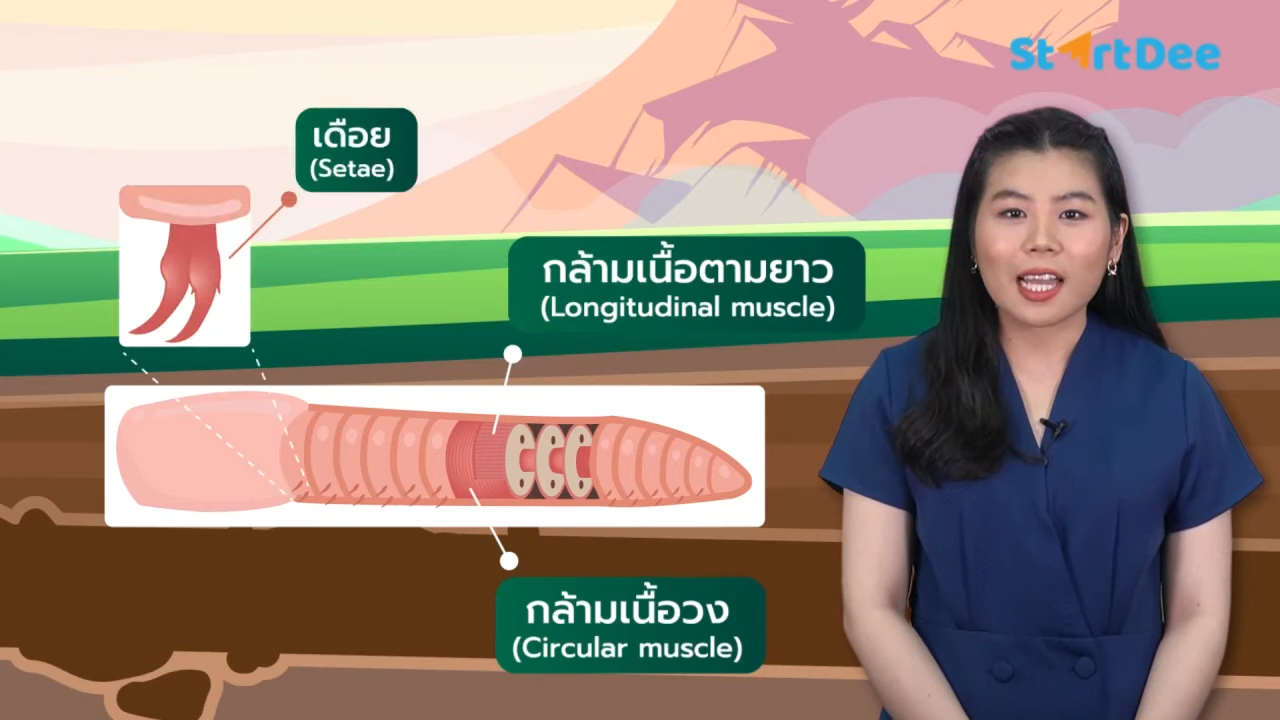 StartDee
เดือย
(Setae)
กล้ามเนื้อตามยาว
(Longitudinal muscle)
กล้ามเนื้อวง
(Circular muscle)